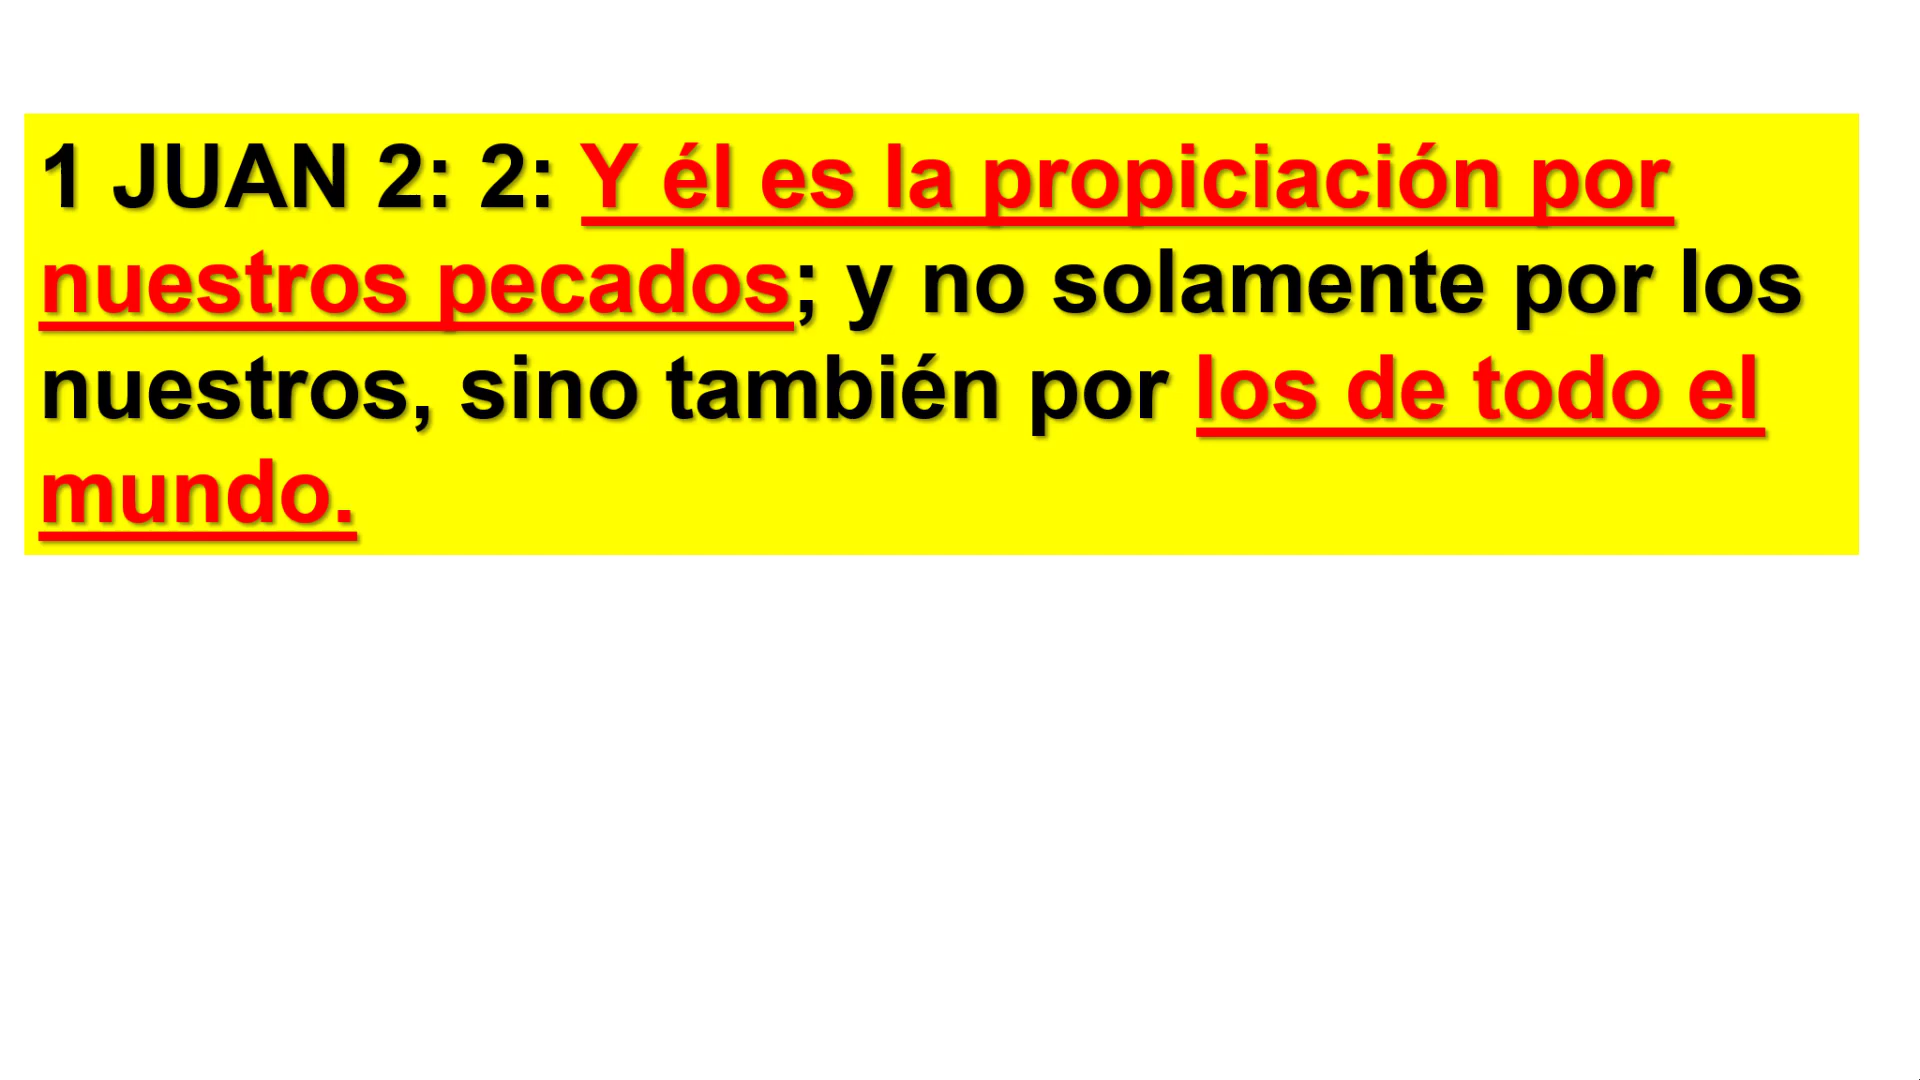 1 JUAN 2: 2: Y él es la propiciación por
nuestros pecados; y no solamente por los
nuestros, sino también por los de todo el
mundo.